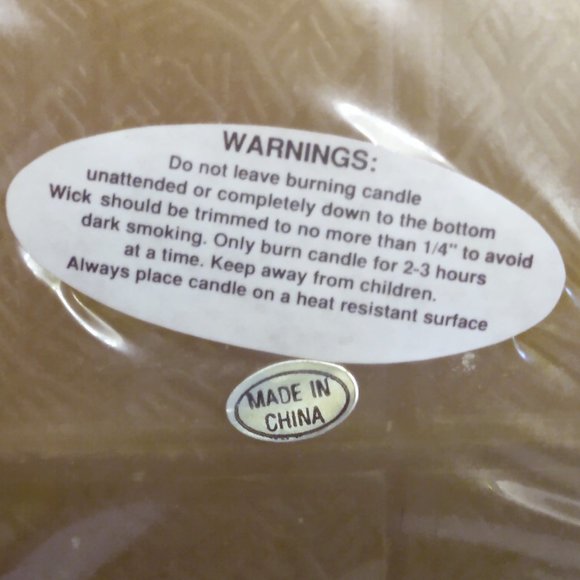 WARNINGS:
Do not leave burning candle
unattended or completely down to the bottom
Wick should be trimmed to no more than 1/4" to avoid
dark smoking. Only burn candle for 2-3 hours
at a time. Keep away from children.
Always place candle on a heat resistant surface
MADE IN
CHINA